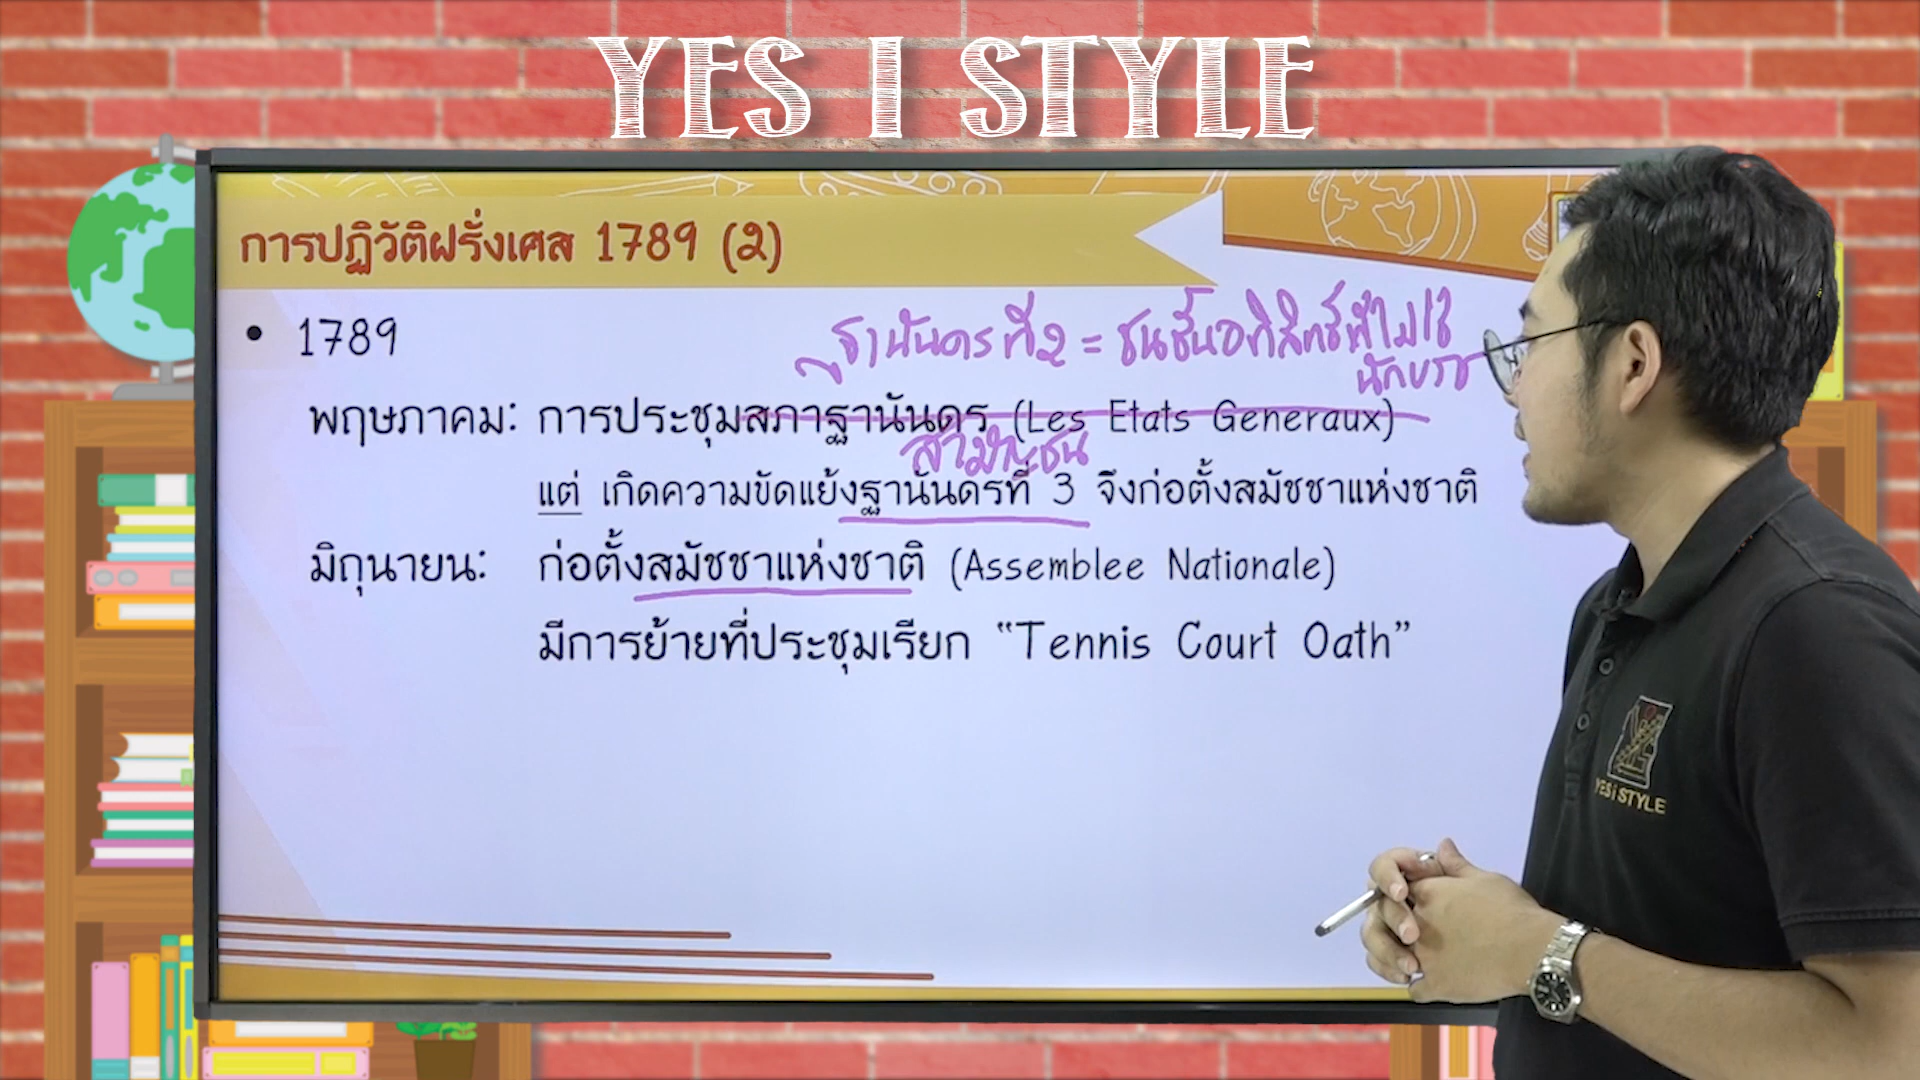 YES I STYLE
การปฏิวัติฝรั่งเศส 1789 (2)
• 1789
ฐานันดรที่ 2 = ชนชั้นอภิสิทธิ์ที่ไม่ใช่
นักบวช
พฤษภาคม: การประชุมสภาฐานันดร (Les Etats Generaux)
สามัญชน
แต่ เกิดความขัดแย้งฐานันดรที่ 3 จึงก่อตั้งสมัชชาแห่งชาติ
มิถุนายน: ก่อตั้งสมัชชาแห่งชาติ (Assemblee Nationale)
มีการย้ายที่ประชุมเรียก “Tennis Court Oath”
YES i STYLE